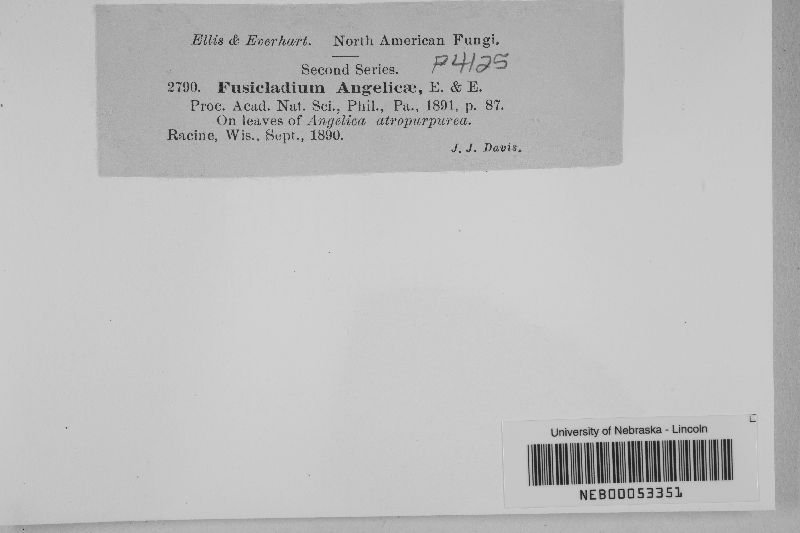 Ellis & Everhart. North American Fungi.
Second Series. P4125
2790. Fusicladium Angelicæ, E. & E.
Proc. Acad. Nat. Sci., Phil., Pa., 1891, p. 87.
On leaves of Angelica atropurpurea.
Racine, Wis., Sept., 1890.
J. J. Davis.
University of Nebraska - Lincoln
NEB00053351